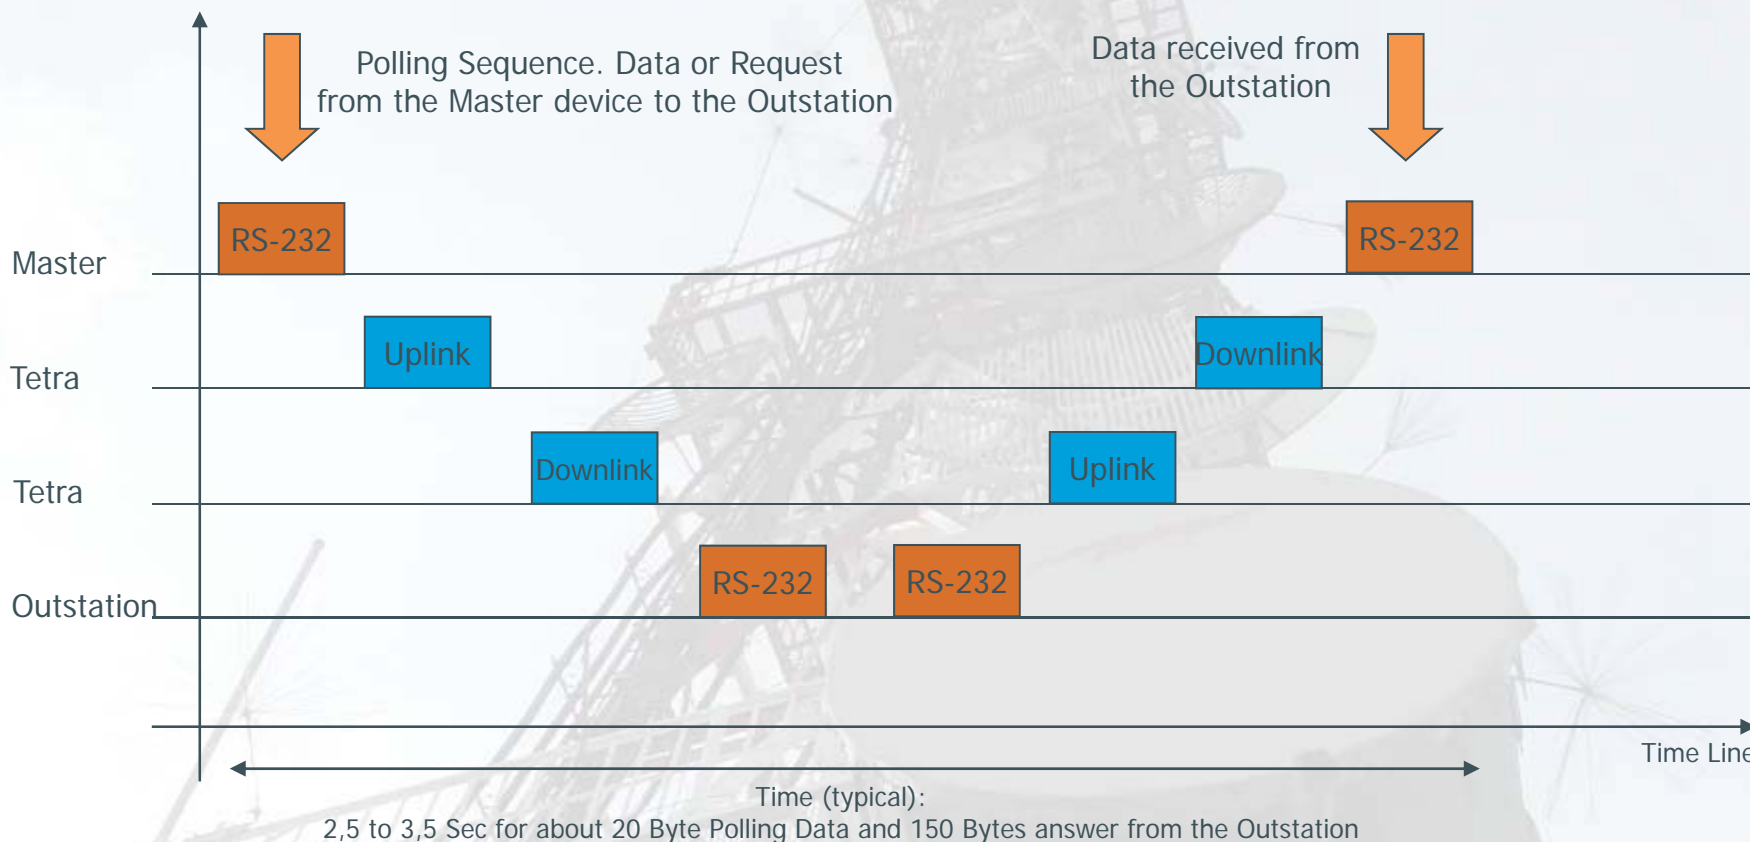 Polling Sequence. Data or Request
from the Master device to the Outstation
Data received from
the Outstation
Master
RS-232
RS-232
Tetra
Uplink
Downlink
Tetra
Downlink
Uplink
Outstation
RS-232
RS-232
Time Line
Time (typical):
2,5 to 3,5 Sec for about 20 Byte Polling Data and 150 Bytes answer from the Outstation